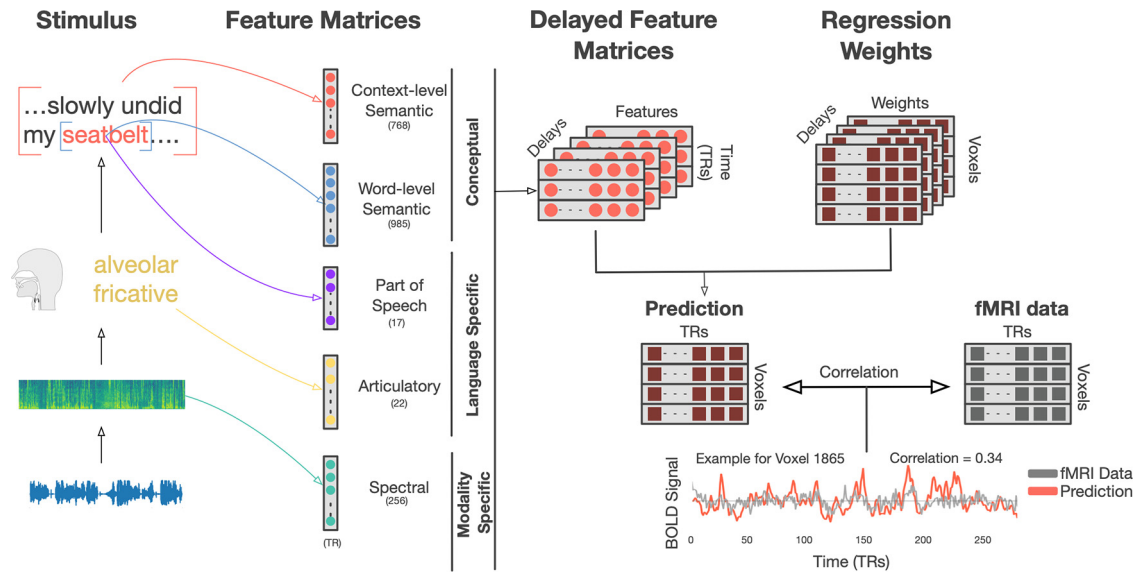 Stimulus
Feature Matrices
Delayed Feature
Matrices
Regression
Weights
...slowly undid
my seatbelt....
alveolar
fricative
Context-level
Semantic
(768)
Word-level
Semantic
(985)
Part of
Speech
(17)
Articulatory
(22)
Spectral
(256)
(TR)
Conceptual
Language Specific
Modality
Specific
Features
Delays
Time
(TRs)
Weights
Delays
Voxels
Prediction
TRs
Voxels
Correlation
fMRI data
TRs
Voxels
Example for Voxel 1865
Correlation = 0.34
BOLD Signal
0 50 100 150 200 250
Time (TRs)
fMRI Data
Prediction